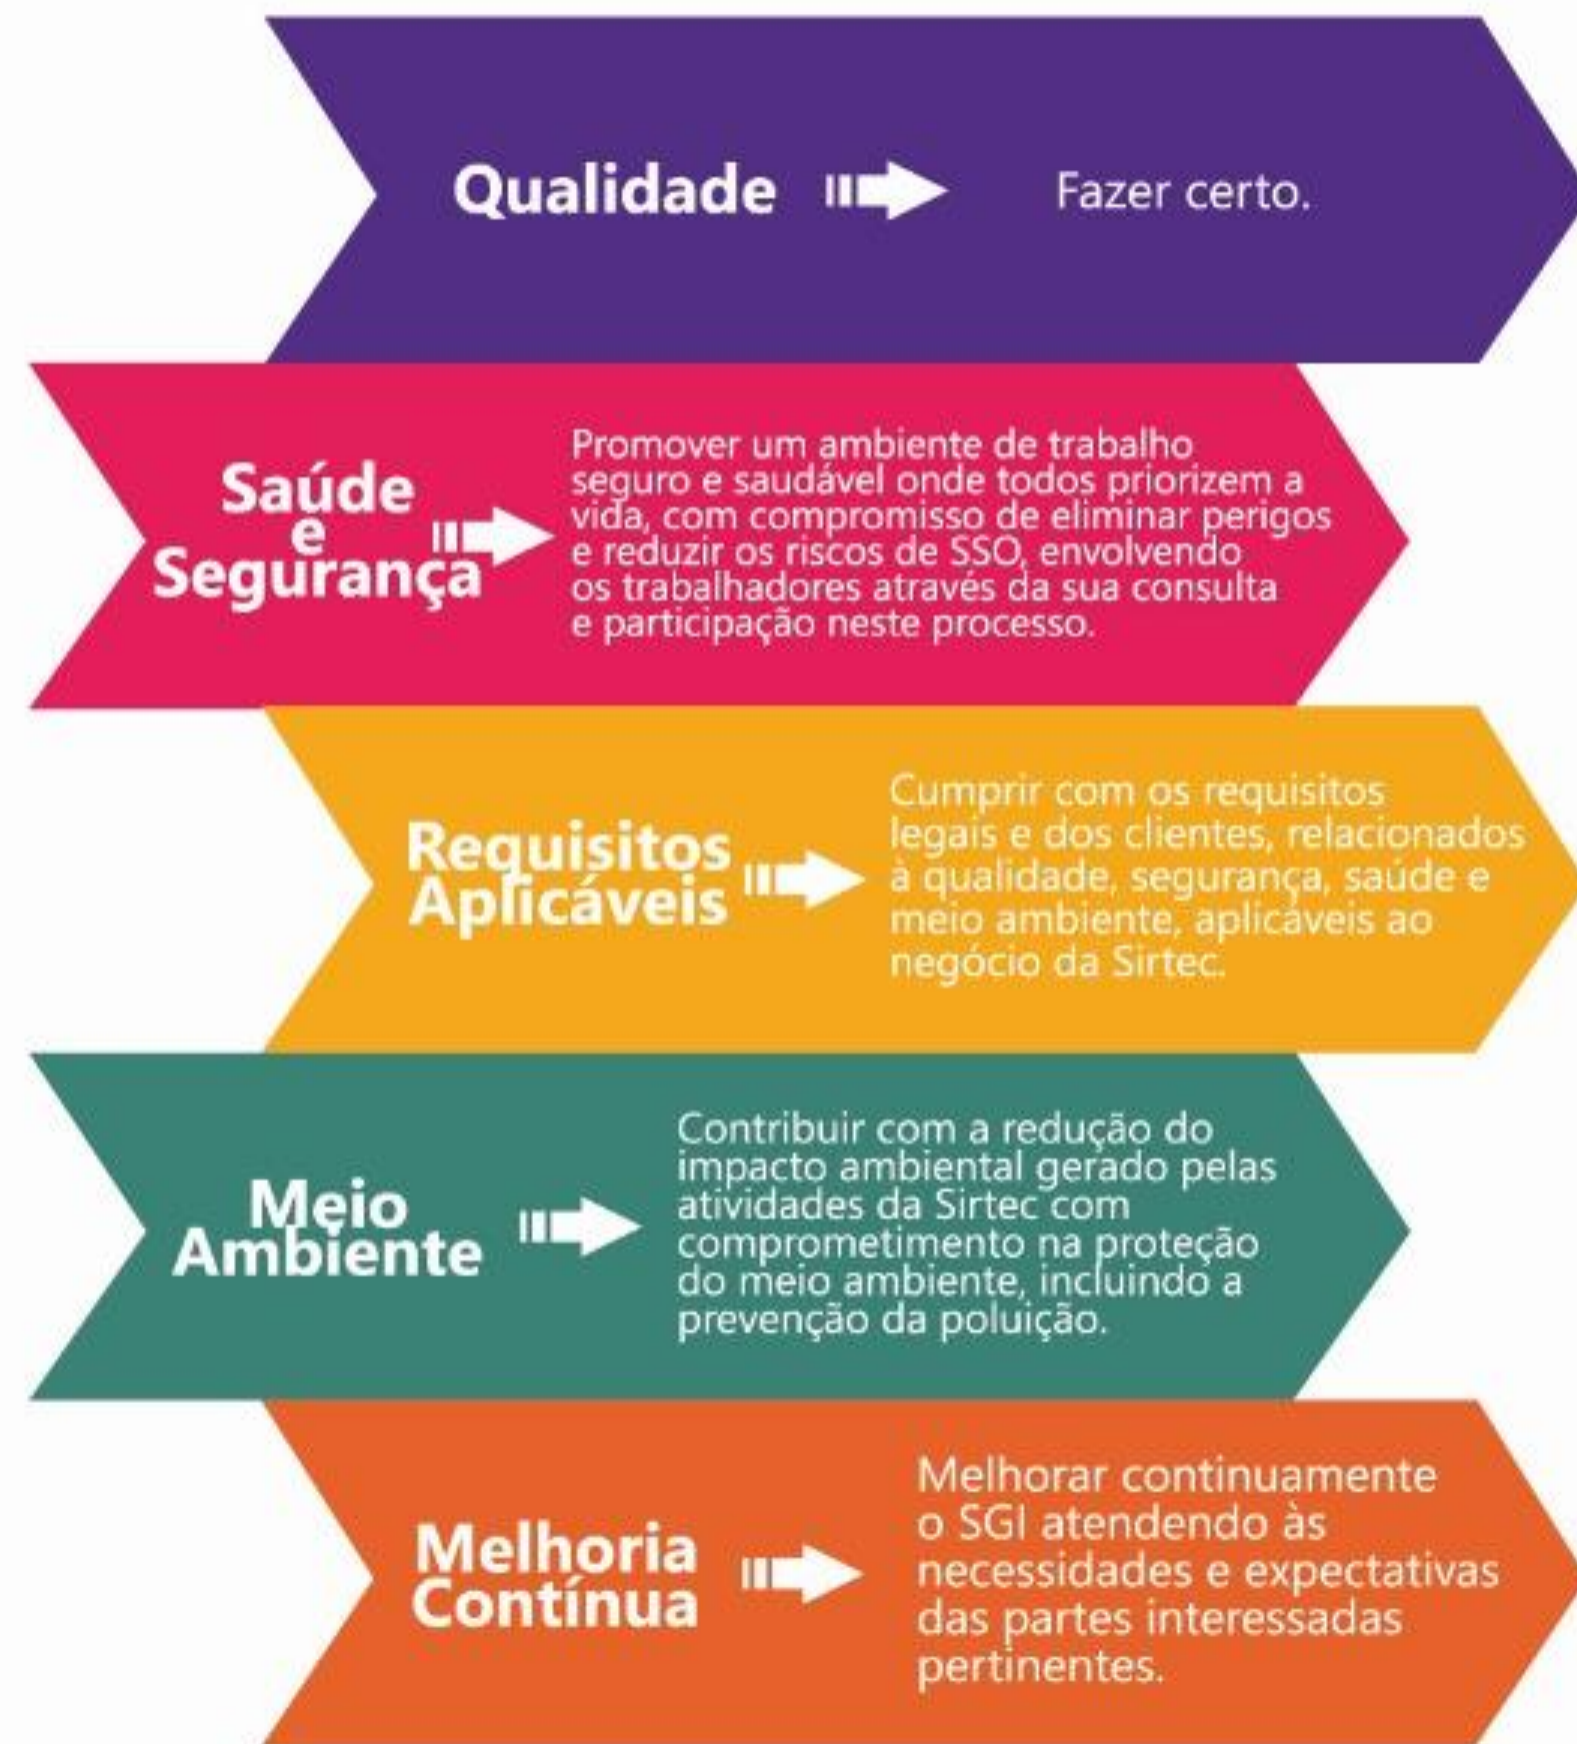 Qualidade
Fazer certo.
Saúde
e
Segurança
Promover um ambiente de trabalho
seguro e saudável onde todos priorizem a
vida, com compromisso de eliminar perigos
e reduzir os riscos de SSO, envolvendo
os trabalhadores através da sua consulta
e participação neste processo.
Requisitos
Aplicáveis
Cumprir com os requisitos
legais e dos clientes, relacionados
à qualidade, segurança, saúde e
meio ambiente, aplicáveis ao
negócio da Sirtec.
Meio
Ambiente
Contribuir com a redução do
impacto ambiental gerado pelas
atividades da Sirtec com
comprometimento na proteção
do meio ambiente, incluindo a
prevenção da poluição.
Melhoria
Contínua
Melhorar continuamente
o SGI atendendo às
necessidades e expectativas
das partes interessadas
pertinentes.